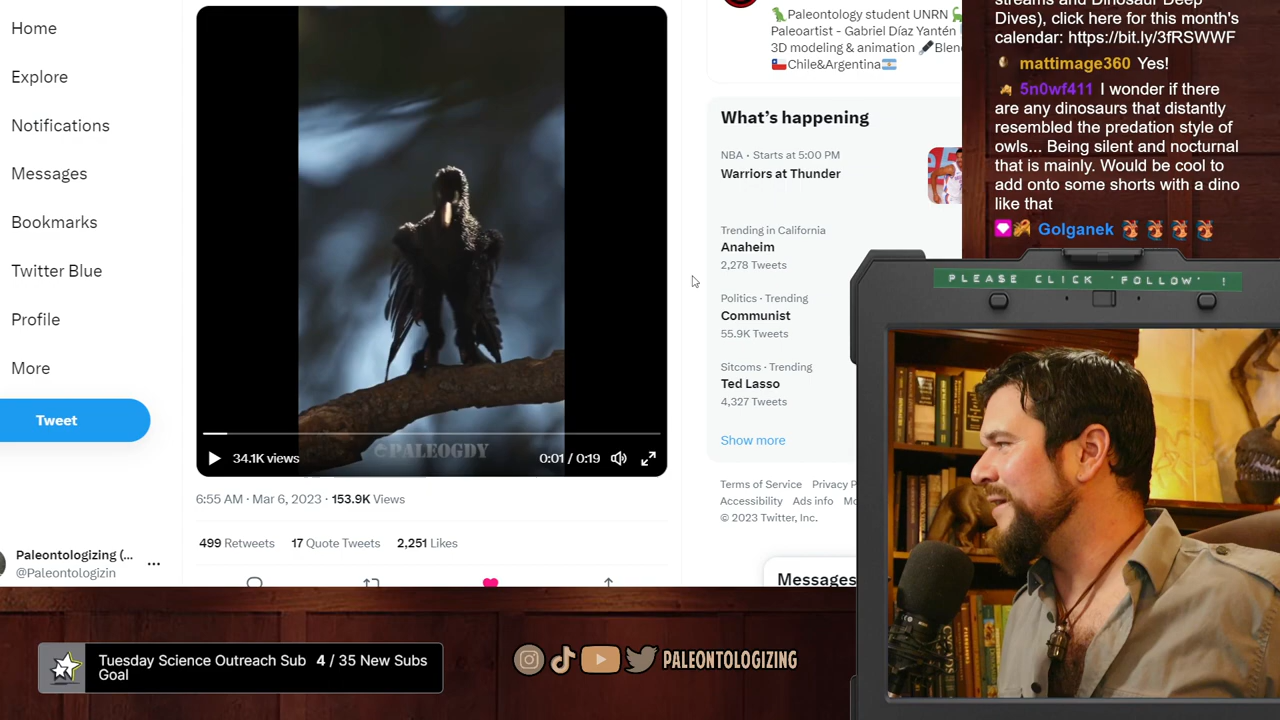 Home
Explore
Notifications
Messages
Bookmarks
Twitter Blue
Profile
More
Tweet
Paleontologizing (...
@Paleontologizin
@PALEOGDY
34.1K views
0:01 / 0:19
6:55 AM · Mar 6, 2023 · 153.9K Views
499 Retweets 17 Quote Tweets 2,251 Likes
Paleontology student UNRN
Paleoartist - Gabriel Díaz Yantén
3D modeling & animation
Chile&Argentina
What's happening
NBA · Starts at 5:00 PM
Warriors at Thunder
Trending in California
Anaheim
2,278 Tweets
Politics · Trending
Communist
55.9K Tweets
Sitcoms · Trending
Ted Lasso
4,327 Tweets
Show more
Terms of Service Privacy P
Accessibility Ads info
© 2023 Twitter, Inc.
Messages
streams and Dinosaur Deep
Dives), click here for this month's
calendar: https://bit.ly/3fRSWWF
mattimage360 Yes!
5n0wf411 I wonder if there
are any dinosaurs that distantly
resembled the predation style of
owls... Being silent and nocturnal
that is mainly. Would be cool to
add onto some shorts with a dino
like that
Golganek
PLEASE CLICK 'FOLLOW' !
Tuesday Science Outreach Sub 4 / 35 New Subs
Goal
PALEONTOLOGIZING